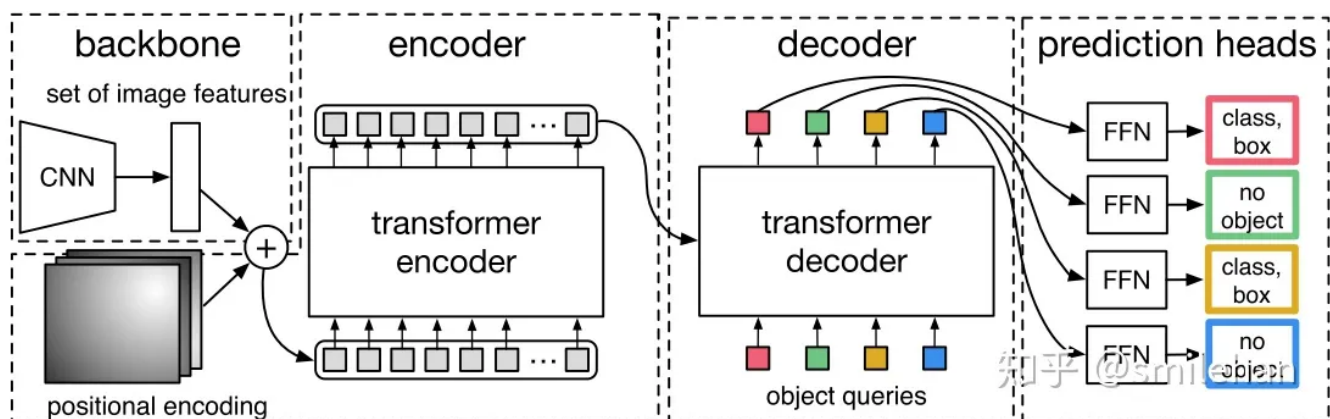 backbone
set of image features
CNN
+
positional encoding
encoder
...
transformer
encoder
...
decoder
transformer
decoder
object queries
prediction heads
FFN
class,
box
FFN
no
object
FFN
class,
box
FFN
no
object
知乎 @smilehan